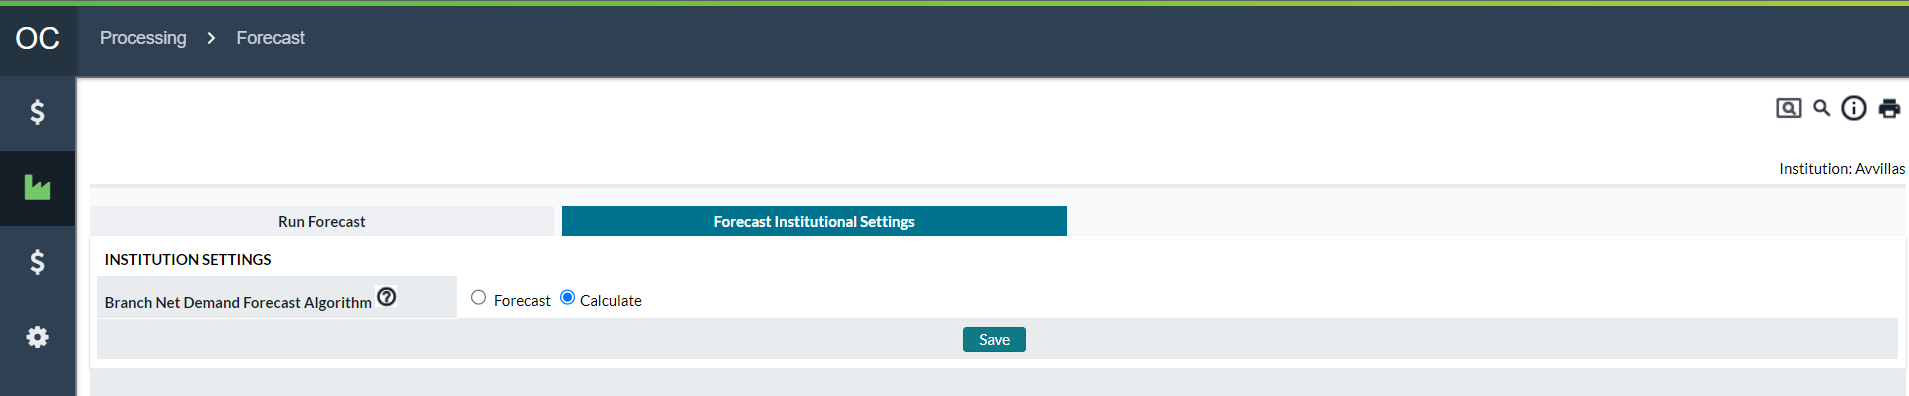 OC Processing > Forecast
$
Institution: Avvillas
Run Forecast Forecast Institutional Settings
INSTITUTION SETTINGS
Branch Net Demand Forecast Algorithm ? Forecast Calculate
$
Save